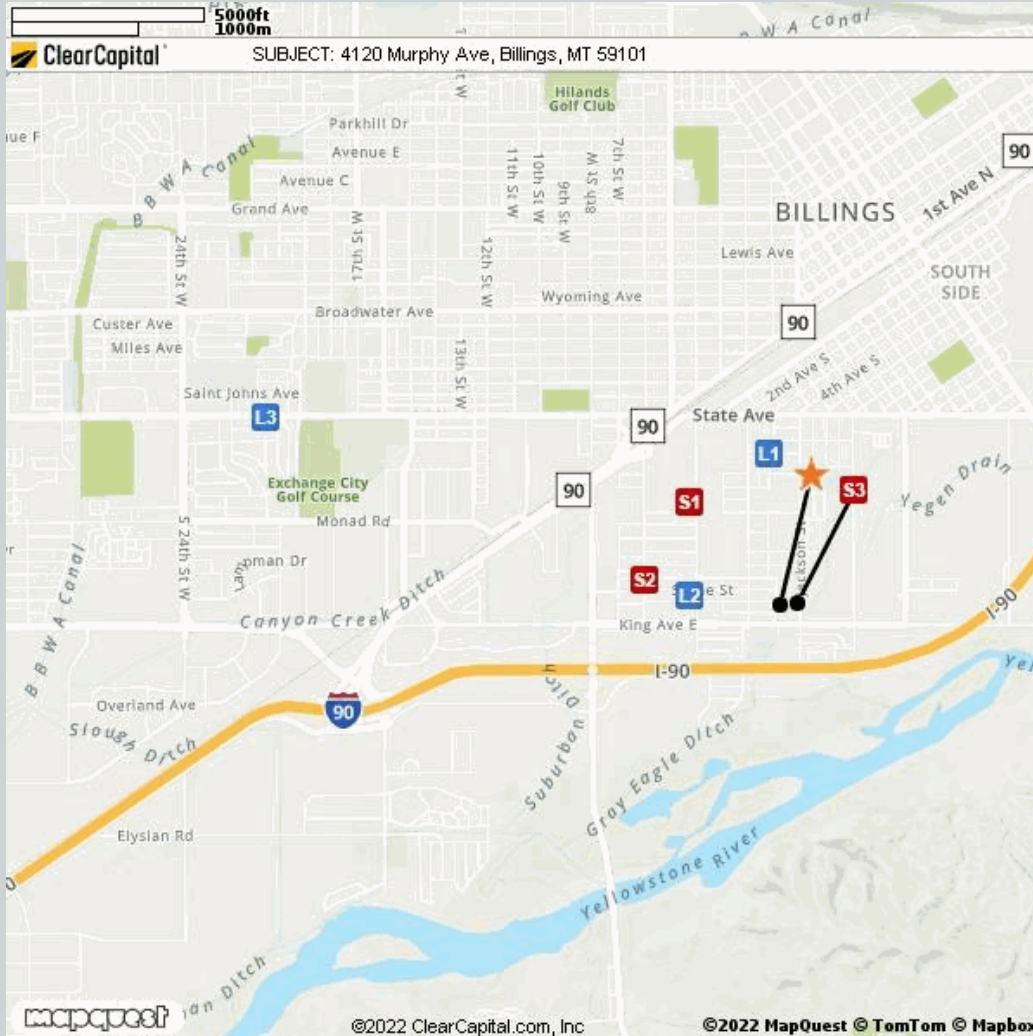 5000ft
1000m
B W A Canal
ClearCapital
SUBJECT: 4120 Murphy Ave, Billings, MT 59101
Hilands
Golf Club
Parkhill Dr
Avenue E
Avenue C
Grand Ave
B B W A Canal
11th St W
10th St W
9th St W
8th St W
7th St W
90
1st Ave N
BILLINGS
17th St W
24th St W
12th St W
Lewis Ave
SOUTH
SIDE
Wyoming Ave
Broadwater Ave
90
Custer Ave
Miles Ave
13th St W
2nd Ave S
4th Ave S
Saint Johns Ave
L3
State Ave
90
L1
Exchange City
Golf Course
90
S1
S3
Yegen Drain
Monad Rd
S 24th St W
Jackson St
S2
L2
St
King Ave E
Canyon Creek Ditch
B B W A Canal
I-90
I-90
90
Overland Ave
Slough Ditch
Suburban Ditch
Gray Eagle Ditch
Elysian Rd
Yellowstone River
mapquest
©2022 ClearCapital.com, Inc
©2022 MapQuest © TomTom © Mapbox